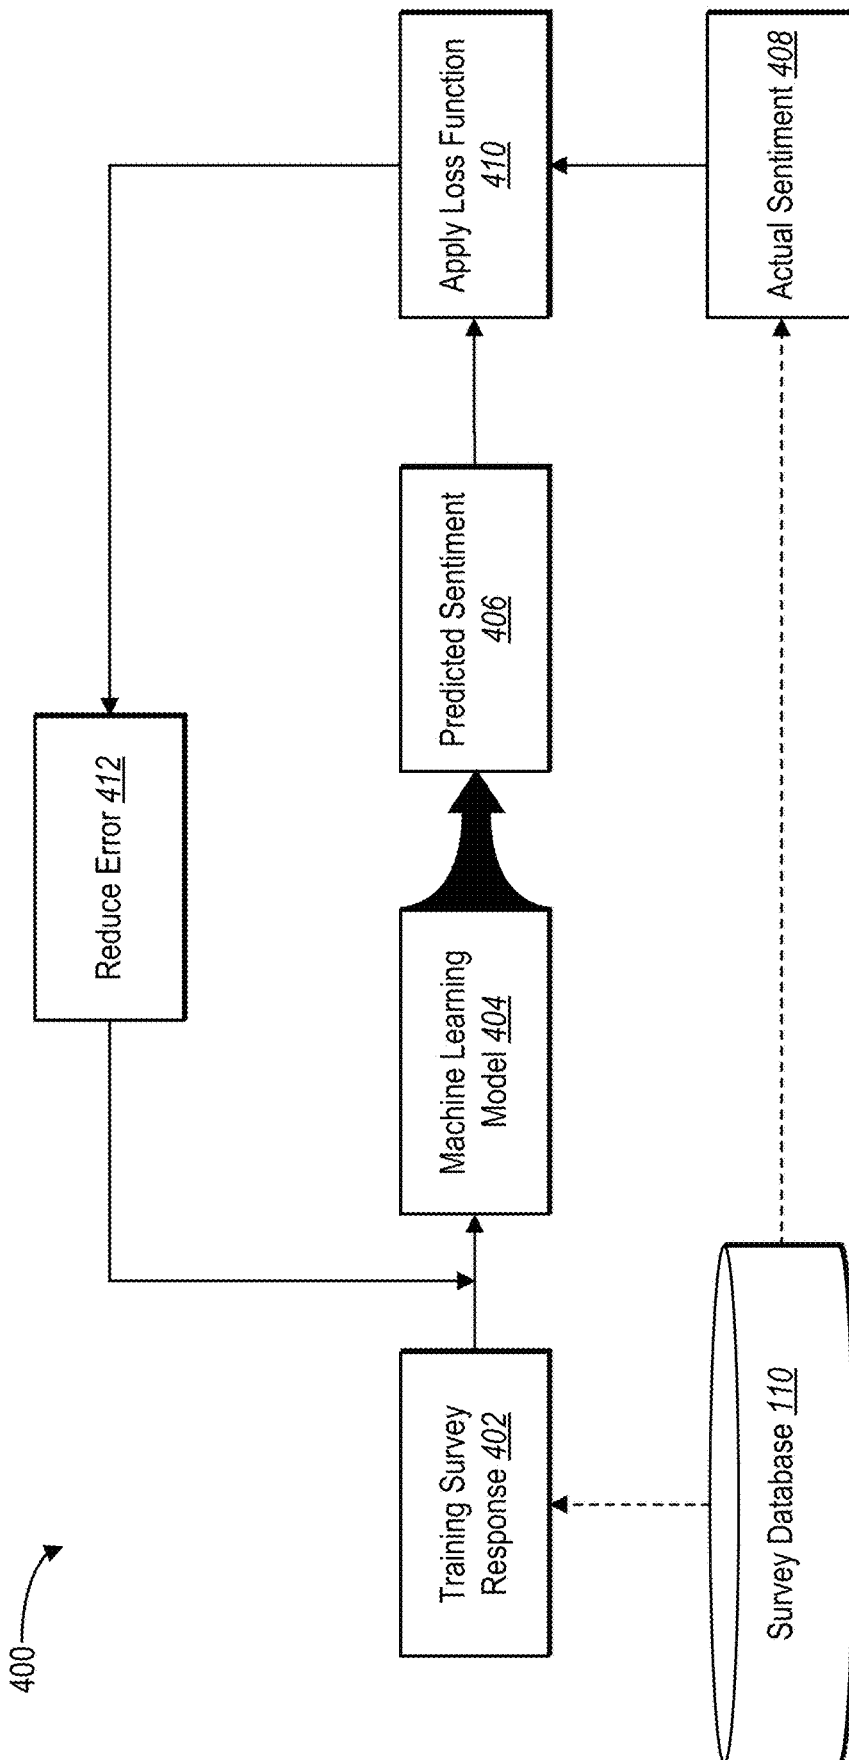 400
Reduce Error 412
Training Survey
Response 402
Machine Learning
Model 404
Predicted Sentiment
406
Apply Loss Function
410
Survey Database 110
Actual Sentiment 408